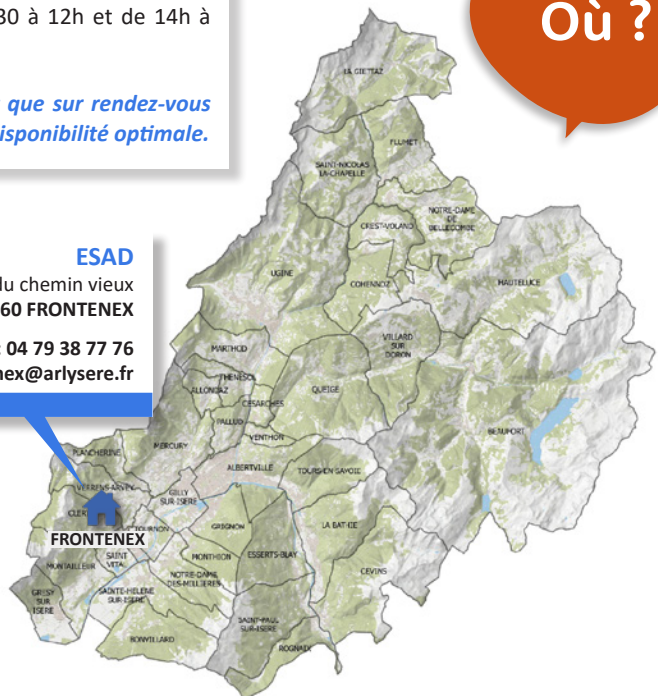 30 à 12h et de 14h à
que sur rendez-vous
isponibilité optimale.
Où ?
ESAD
du chemin vieux
60 FRONTENEX
: 04 79 38 77 76
nex@arlysere.fr
LA GIETTAZ
FLUMET
SAINT-NICOLAS
LA-CHAPELLE
NOTRE-DAME
DE
BELLECOMBE
CREST-VOLAND
UGINE
COHENNOZ
HAUTELUCE
MARTHOD
VILLARD
SUR
DORON
THENESOL
ALLONDAZ
QUEIGE
CESARCHES
PALLUD
BEAUFORT
MERCURY
VENTHON
PLANCHERINE
ALBERTVILLE
TOURS-EN-SAVOIE
VERRENS-ARVEY
GILLY
SUR-ISERE
CLER
TOURNON
GRIGNON
LA BATHIE
FRONTENEX
SAINT
VITAL
MONTHION
ESSERTS-BLAY
MONTAILLEUR
NOTRE-DAME
DES-MILLIERES
CEVINS
GRESY
SUR
ISERE
SAINTE-HELENE
SUR-ISERE
SAINT-PAUL
SUR-ISERE
BONVILLARD
ROGNAIX